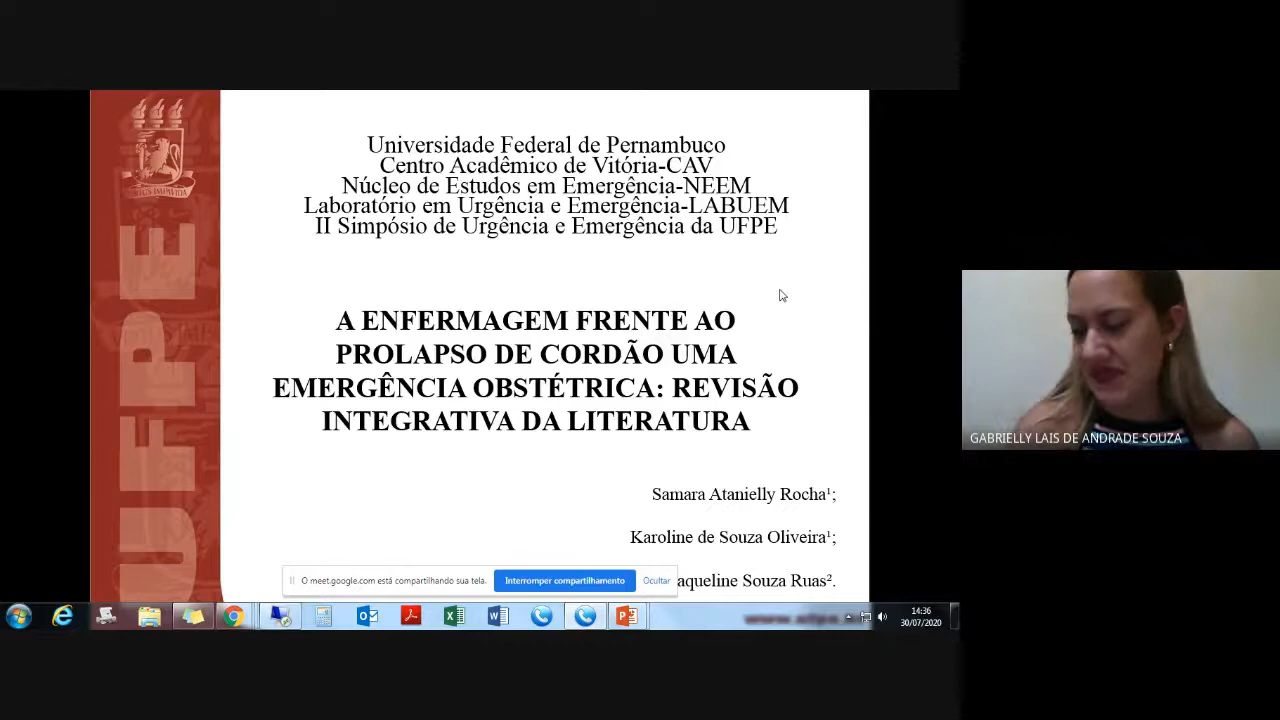 Universidade Federal de Pernambuco
Centro Acadêmico de Vitória-CAV
Núcleo de Estudos em Emergência-NEEM
Laboratório em Urgência e Emergência-LABUEM
II Simpósio de Urgência e Emergência da UFPE
A ENFERMAGEM FRENTE AO
PROLAPSO DE CORDÃO UMA
EMERGÊNCIA OBSTÉTRICA: REVISÃO
INTEGRATIVA DA LITERATURA
Samara Atanielly Rocha¹;
Karoline de Souza Oliveira¹;
aqueline Souza Ruas².
UFPE
O meet.google.com está compartilhando sua tela.
Interromper compartilhamento
Ocultar
14:36
30/07/2020
GABRIELLY LAIS DE ANDRADE SOUZA